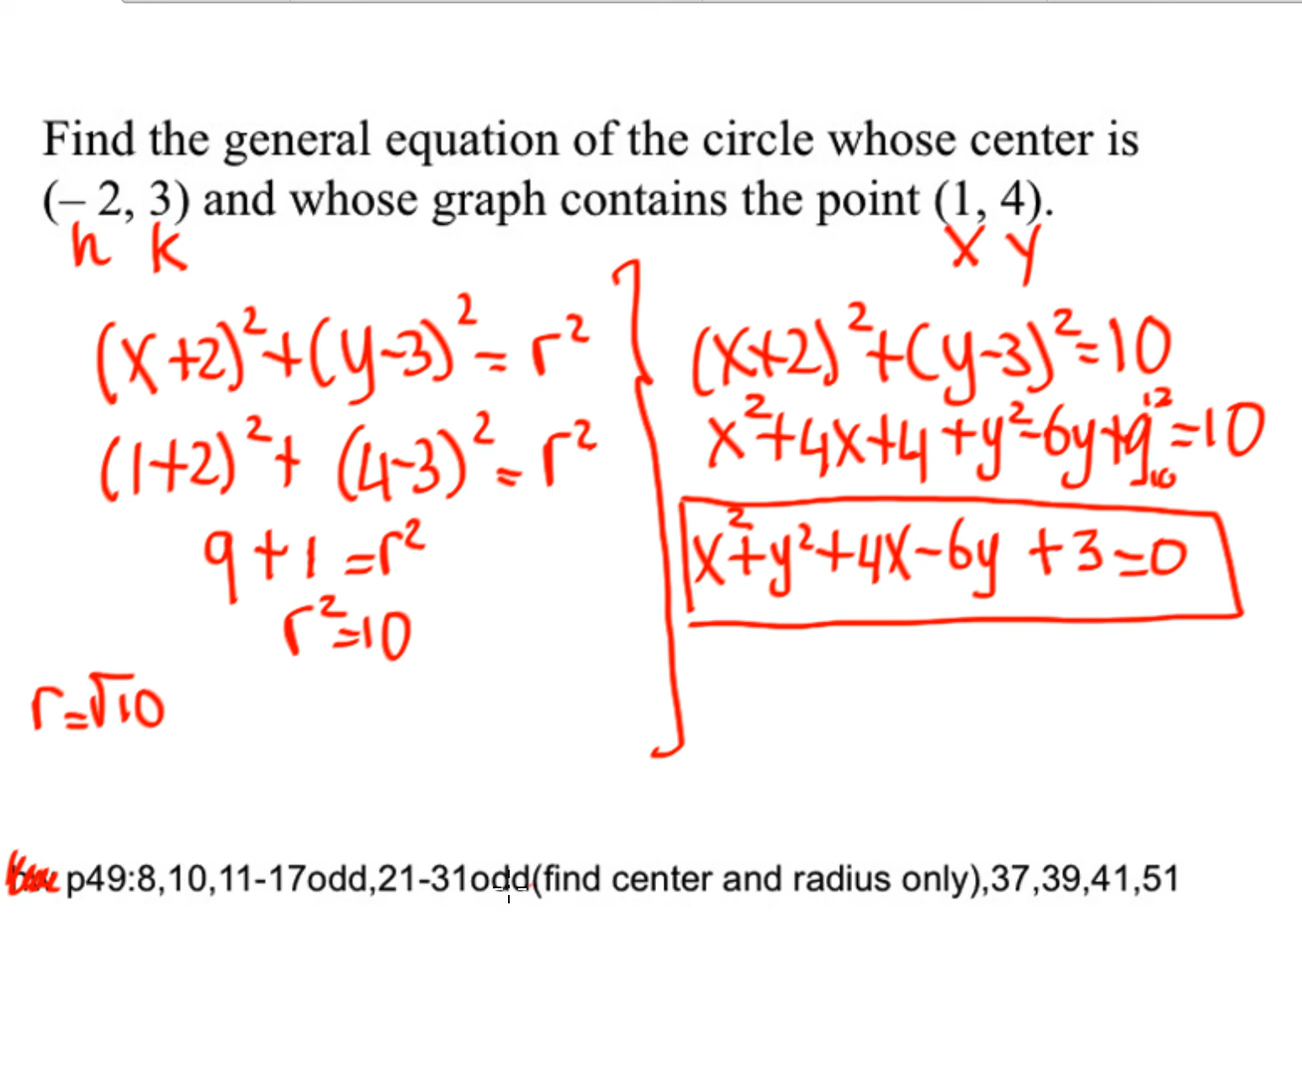 Find the general equation of the circle whose center is
(– 2, 3) and whose graph contains the point (1, 4).
h k x y
(x+2)²+(y-3)²=r²
(1+2)²+ (4-3)²=r²
9+1=r²
r²=10
r=√10
(x+2)²+(y-3)²=10
x²+4x+4+y²-6y+9=10
x²+y²+4x-6y+3=0
p49:8,10,11-17odd,21-31odd(find center and radius only),37,39,41,51